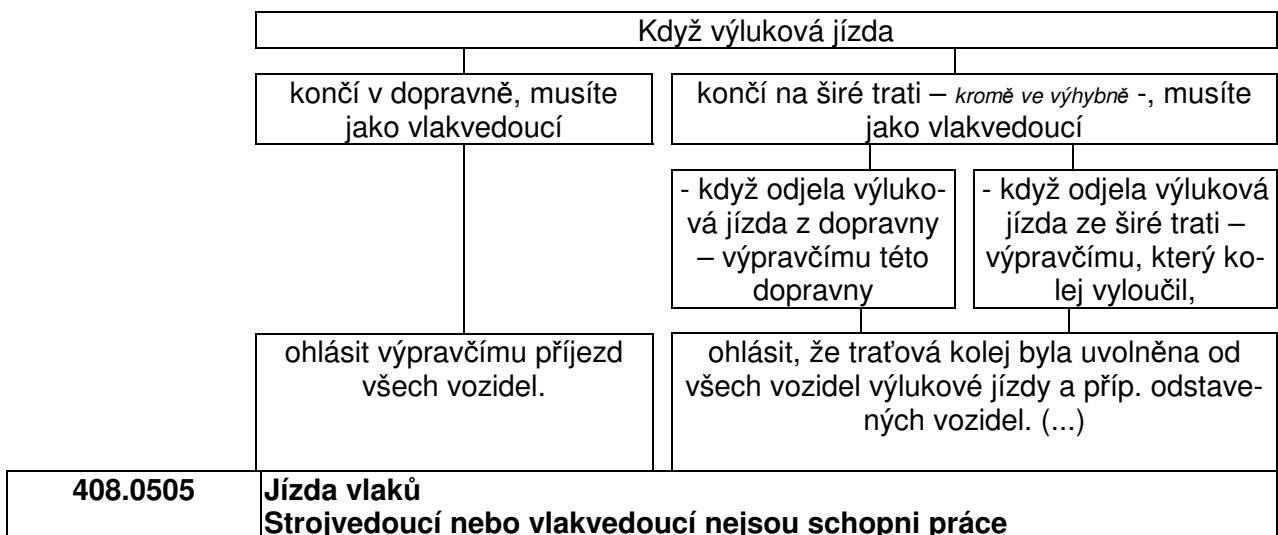 Když výluková jízda
končí v dopravně, musíte
jako vlakvedoucí
končí na širé trati – kromě ve výhybně -, musíte
jako vlakvedoucí
- když odjela výluko-
vá jízda z dopravny
– výpravčímu této
dopravny
- když odjela výluková
jízda ze širé trati –
výpravčímu, který ko-
lej vyloučil,
ohlásit výpravčímu příjezd
všech vozidel.
ohlásit, že traťová kolej byla uvolněna od
všech vozidel výlukové jízdy a příp. odstave-
ných vozidel. (...)
408.0505 Jízda vlaků
Strojvedoucí nebo vlakvedoucí nejsou schopni práce